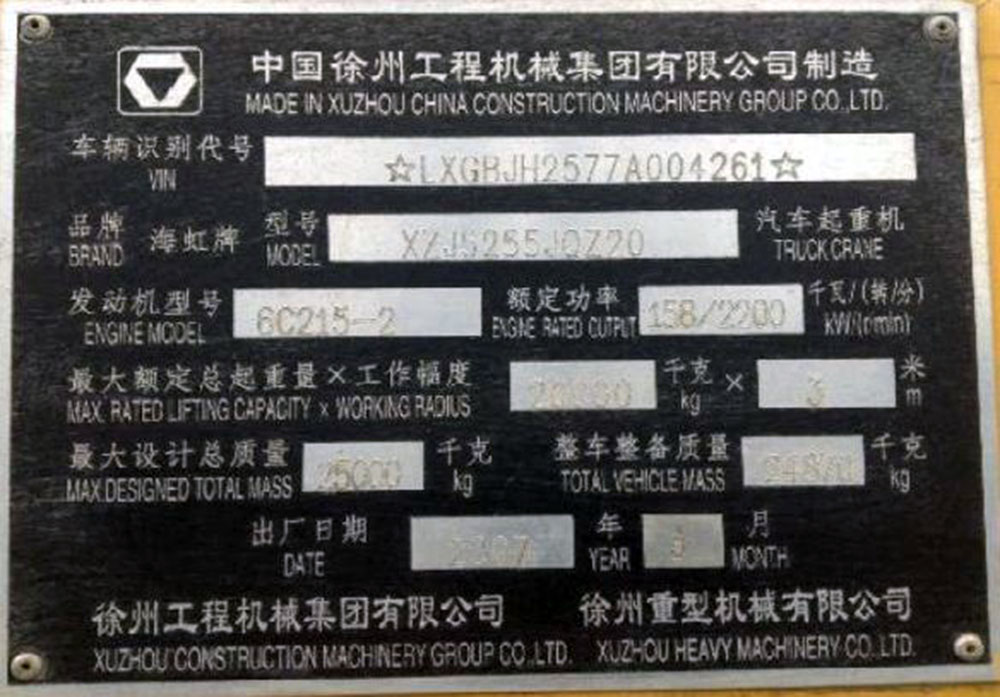 中国徐州工程机械集团有限公司制造
MADE IN XUZHOU CHINA CONSTRUCTION MACHINERY GROUP CO.,LTD.
车辆识别代号 ☆LXGBJH2577A004261☆
VIN
品牌 海虹牌 型号 XZJ5255JQZ20 汽车起重机
BRAND MODEL TRUCK CRANE
发动机型号 6C215-2 额定功率 158/2200 千瓦/(转/分)
ENGINE MODEL ENGINE RATED OUTPUT kW/(r/min)
最大额定总起重量×工作幅度 千克 × 3 米
MAX. RATED LIFTING CAPACITY × WORKING RADIUS kg m
最大设计总质量 25000 千克 整车整备质量 千克
MAX.DESIGNED TOTAL MASS kg TOTAL VEHICLE MASS kg
出厂日期 2007 年 月
DATE YEAR MONTH
徐州工程机械集团有限公司 徐州重型机械有限公司
XUZHOU CONSTRUCTION MACHINERY GROUP CO.,LTD. XUZHOU HEAVY MACHINERY CO.,LTD.